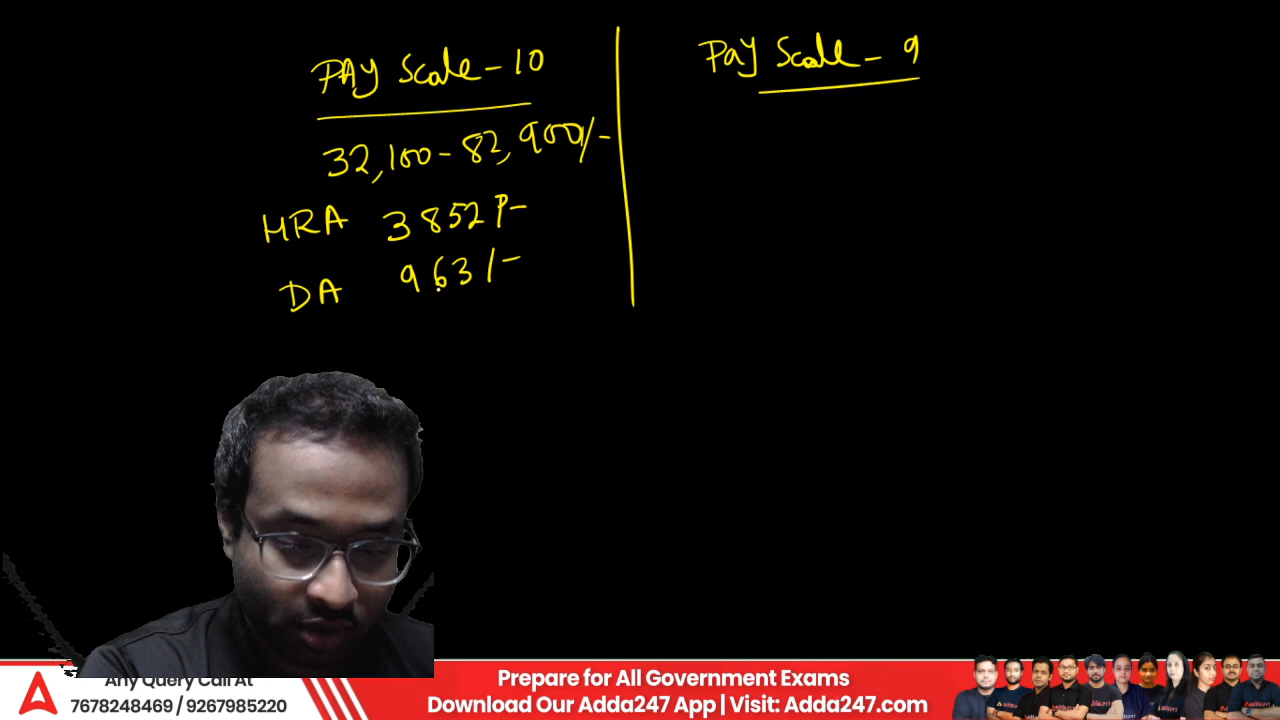 PAY Scale - 10
32,100 - 82,900/-
HRA 3852/-
DA 963/-
Pay Scale - 9
Any Query Call At
7678248469 / 9267985220
Prepare for All Government Exams
Download Our Adda247 App | Visit: Adda247.com